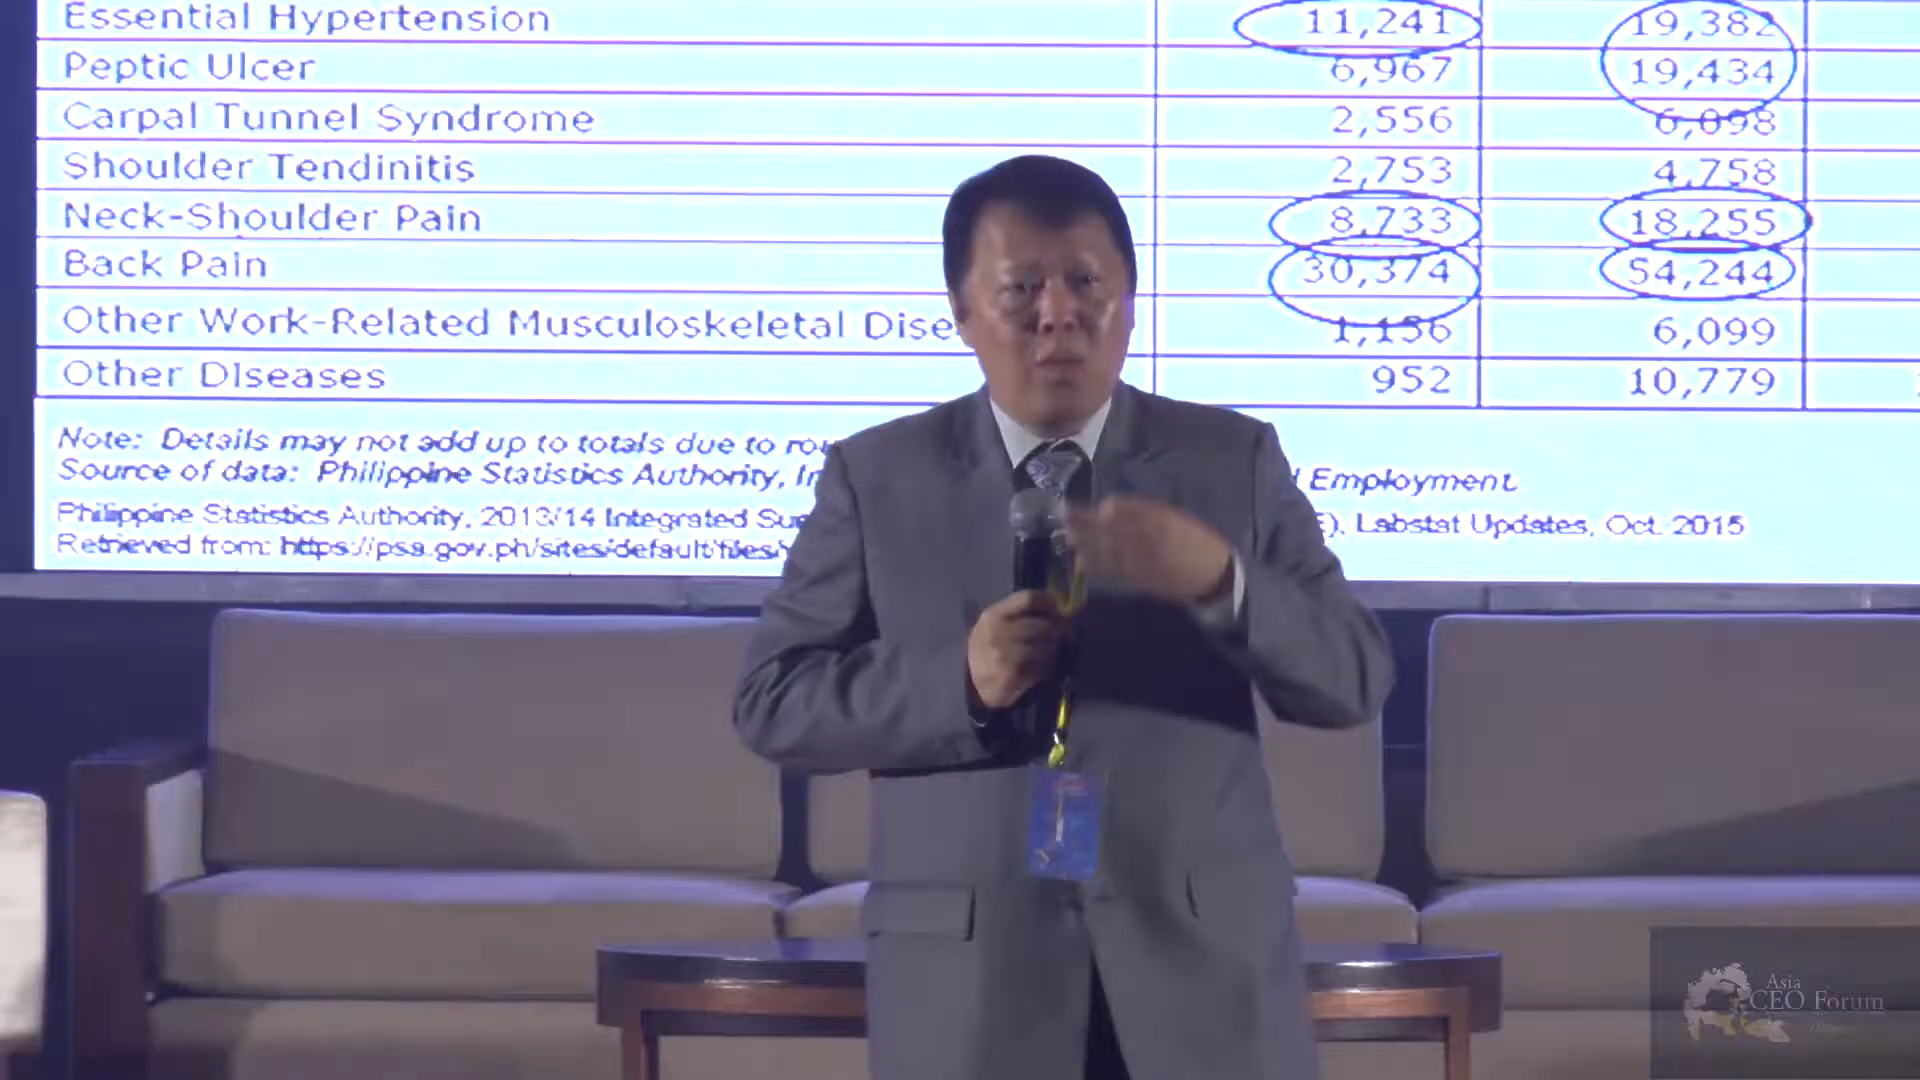 Essential Hypertension 11,241 19,382
Peptic Ulcer 6,967 19,434
Carpal Tunnel Syndrome 2,556 6,098
Shoulder Tendinitis 2,753 4,758
Neck-Shoulder Pain 8,733 18,255
Back Pain 30,374 54,244
Other Work-Related Musculoskeletal Dise 1,156 6,099
Other Diseases 952 10,779
Note: Details may not add up to totals due to rou
Source of data: Philippine Statistics Authority, In Employment
Philippine Statistics Authority, 2013/14 Integrated Su E), Labstat Updates, Oct. 2015
Retrieved from: https://psa.gov.ph/sites/default/files/
Asia
CEO Forum